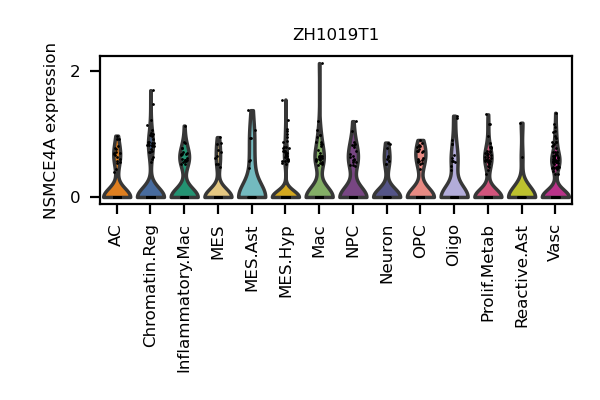 ZH1019T1
NSMCE4A expression
2
0
AC
Chromatin.Reg
Inflammatory.Mac
MES
MES.Ast
MES.Hyp
Mac
NPC
Neuron
OPC
Oligo
Prolif.Metab
Reactive.Ast
Vasc